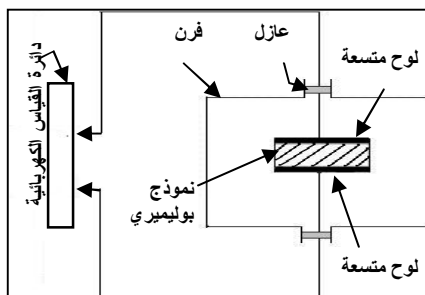 لوح متسعة
عازل
فرن
دائرة القياس الكهربائية
نموذج
بوليميري
لوح متسعة